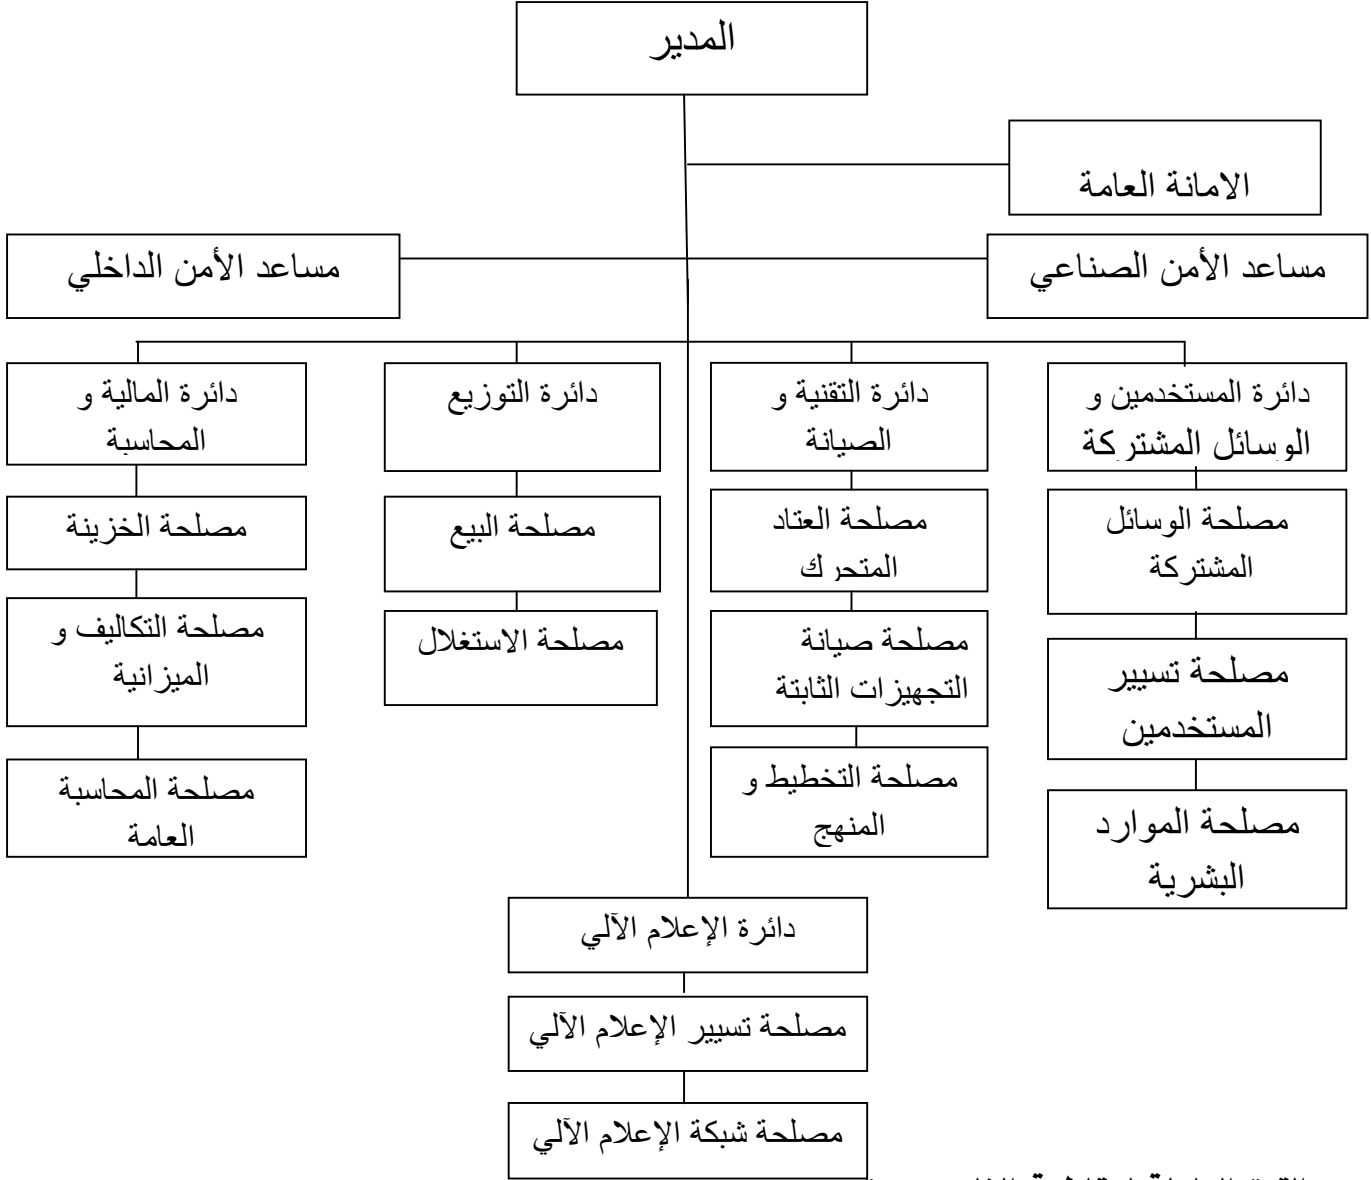 المدير
الامانة العامة
مساعد الأمن الصناعي
مساعد الأمن الداخلي
دائرة المستخدمين و
الوسائل المشتركة
دائرة التقنية و
الصيانة
دائرة التوزيع
دائرة المالية و
المحاسبة
مصلحة الوسائل
المشتركة
مصلحة العتاد
المتحرك
مصلحة البيع
مصلحة الخزينة
مصلحة تسيير
المستخدمين
مصلحة صيانة
التجهيزات الثابتة
مصلحة الاستغلال
مصلحة التكاليف و
الميزانية
مصلحة الموارد
البشرية
مصلحة التخطيط و
المنهج
مصلحة المحاسبة
العامة
دائرة الإعلام الآلي
مصلحة تسيير الإعلام الآلي
مصلحة شبكة الإعلام الآلي